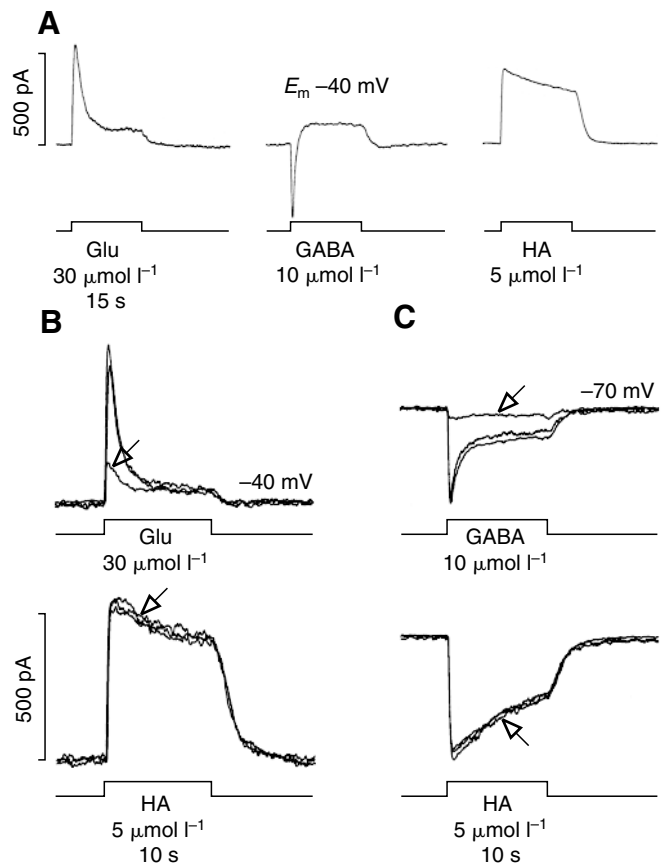 A
500 pA
Em –40 mV
Glu
30 μmol l–1
15 s
GABA
10 μmol l–1
HA
5 μmol l–1
B
–40 mV
Glu
30 μmol l–1
500 pA
HA
5 μmol l–1
10 s
C
–70 mV
GABA
10 μmol l–1
HA
5 μmol l–1
10 s